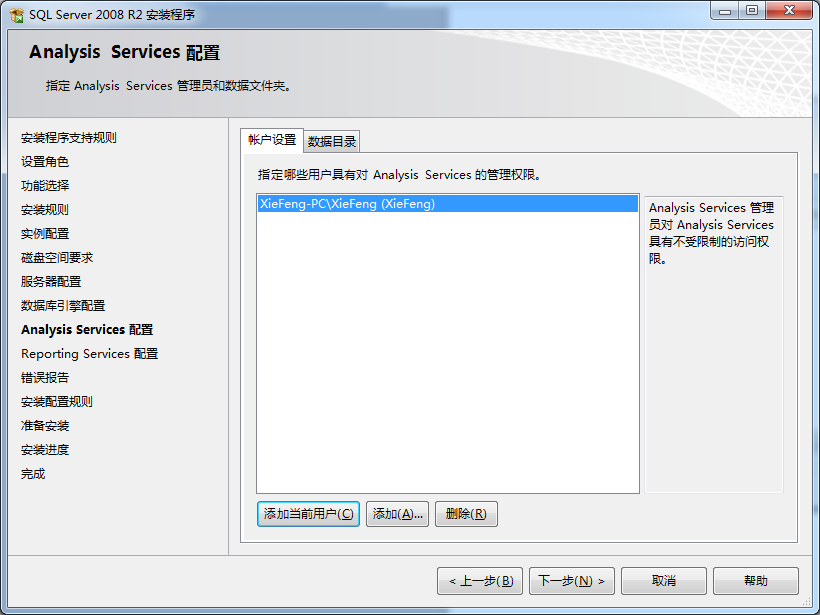 SQL Server 2008 R2 安装程序
Analysis Services 配置
指定 Analysis Services 管理员和数据文件夹。
安装程序支持规则
设置角色
功能选择
安装规则
实例配置
磁盘空间要求
服务器配置
数据库引擎配置
Analysis Services 配置
Reporting Services 配置
错误报告
安装配置规则
准备安装
安装进度
完成
帐户设置 数据目录
指定哪些用户具有对 Analysis Services 的管理权限。
XieFeng-PC\XieFeng (XieFeng)
Analysis Services 管理
员对 Analysis Services
具有不受限制的访问权
限。
添加当前用户(C) 添加(A)... 删除(R)
< 上一步(B) 下一步(N) > 取消 帮助